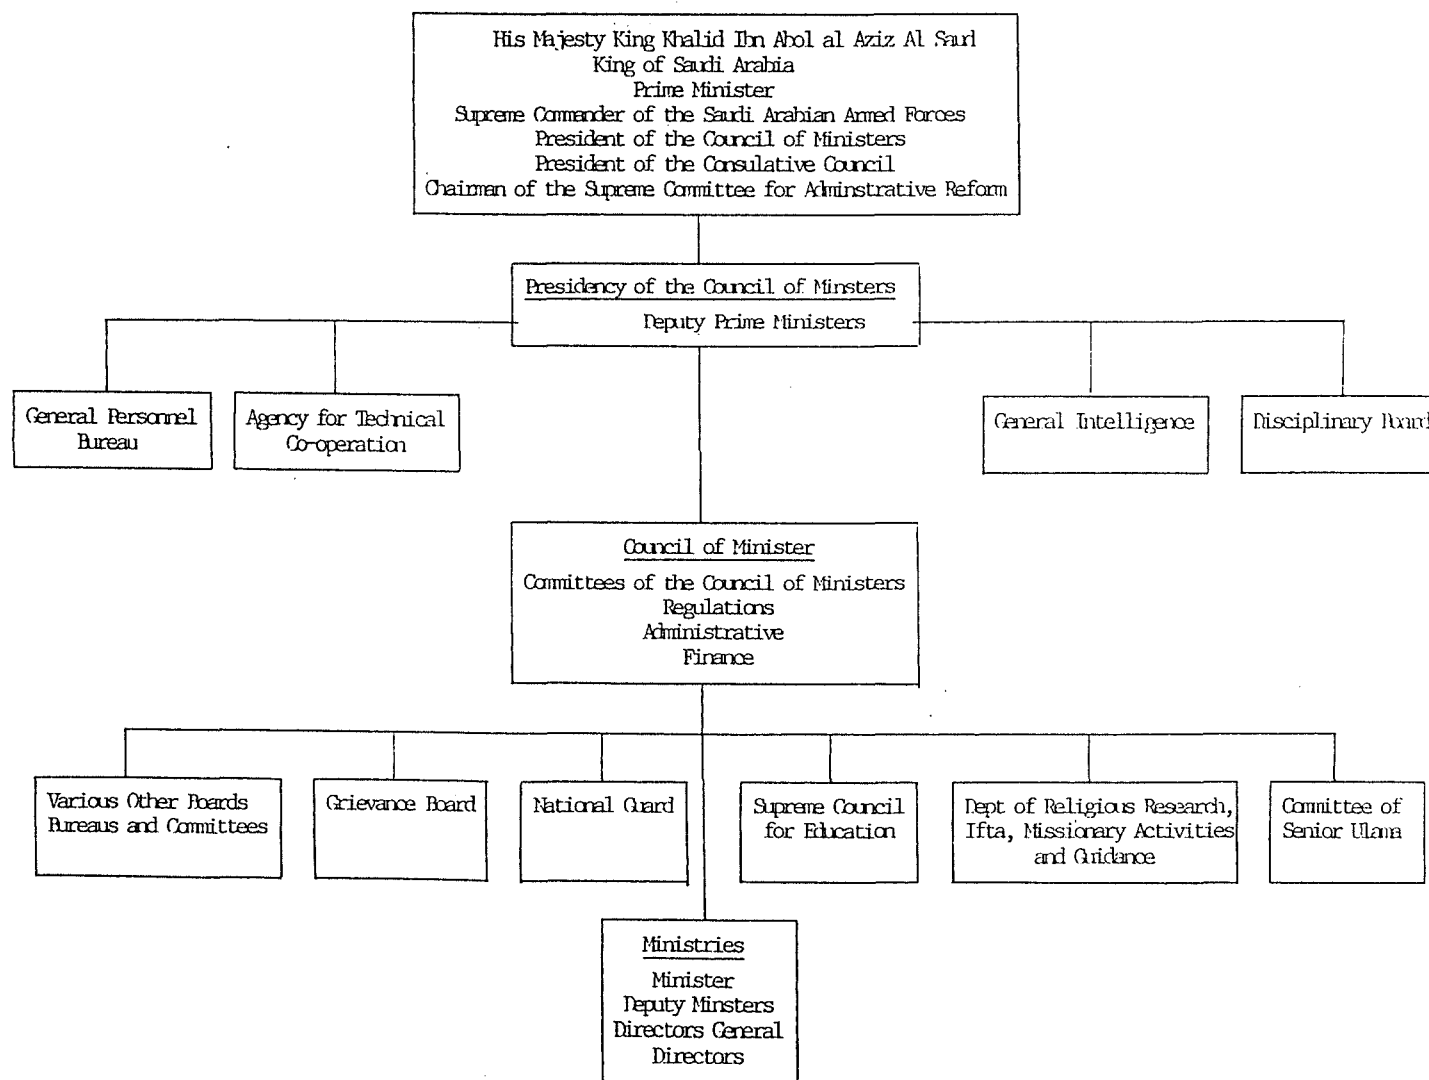 His Majesty King Khalid Ibn Abol al Aziz Al Saud
King of Saudi Arabia
Prime Minister
Supreme Commander of the Saudi Arabian Armed Forces
President of the Council of Ministers
President of the Consulative Council
Chairman of the Supreme Committee for Adminstrative Reform
Presidency of the Council of Minsters
Deputy Prime Ministers
General Personnel
Bureau
Agency for Technical
Co-operation
General Intelligence
Disciplinary Board
Council of Minister
Committees of the Council of Ministers
Regulations
Administrative
Finance
Various Other Boards
Bureaus and Committees
Grievance Board
National Guard
Supreme Council
for Education
Dept of Religious Research,
Ifta, Missionary Activities
and Guidance
Committee of
Senior Ulama
Ministries
Minister
Deputy Minsters
Directors General
Directors